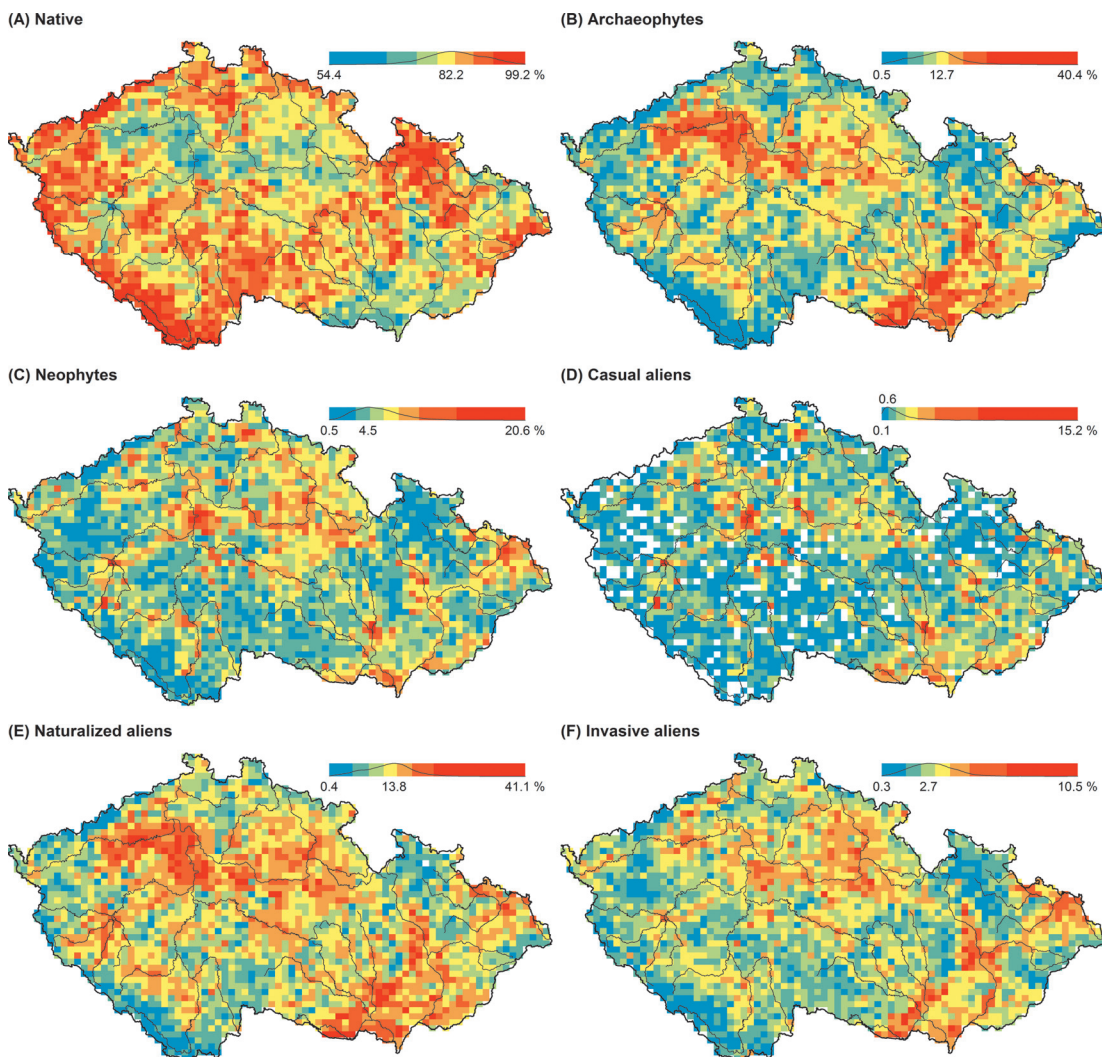 (A) Native
54.4 82.2 99.2 %
(B) Archaeophytes
0.5 12.7 40.4 %
(C) Neophytes
0.5 4.5 20.6 %
(D) Casual aliens
0.6
0.1 15.2 %
(E) Naturalized aliens
0.4 13.8 41.1 %
(F) Invasive aliens
0.3 2.7 10.5 %